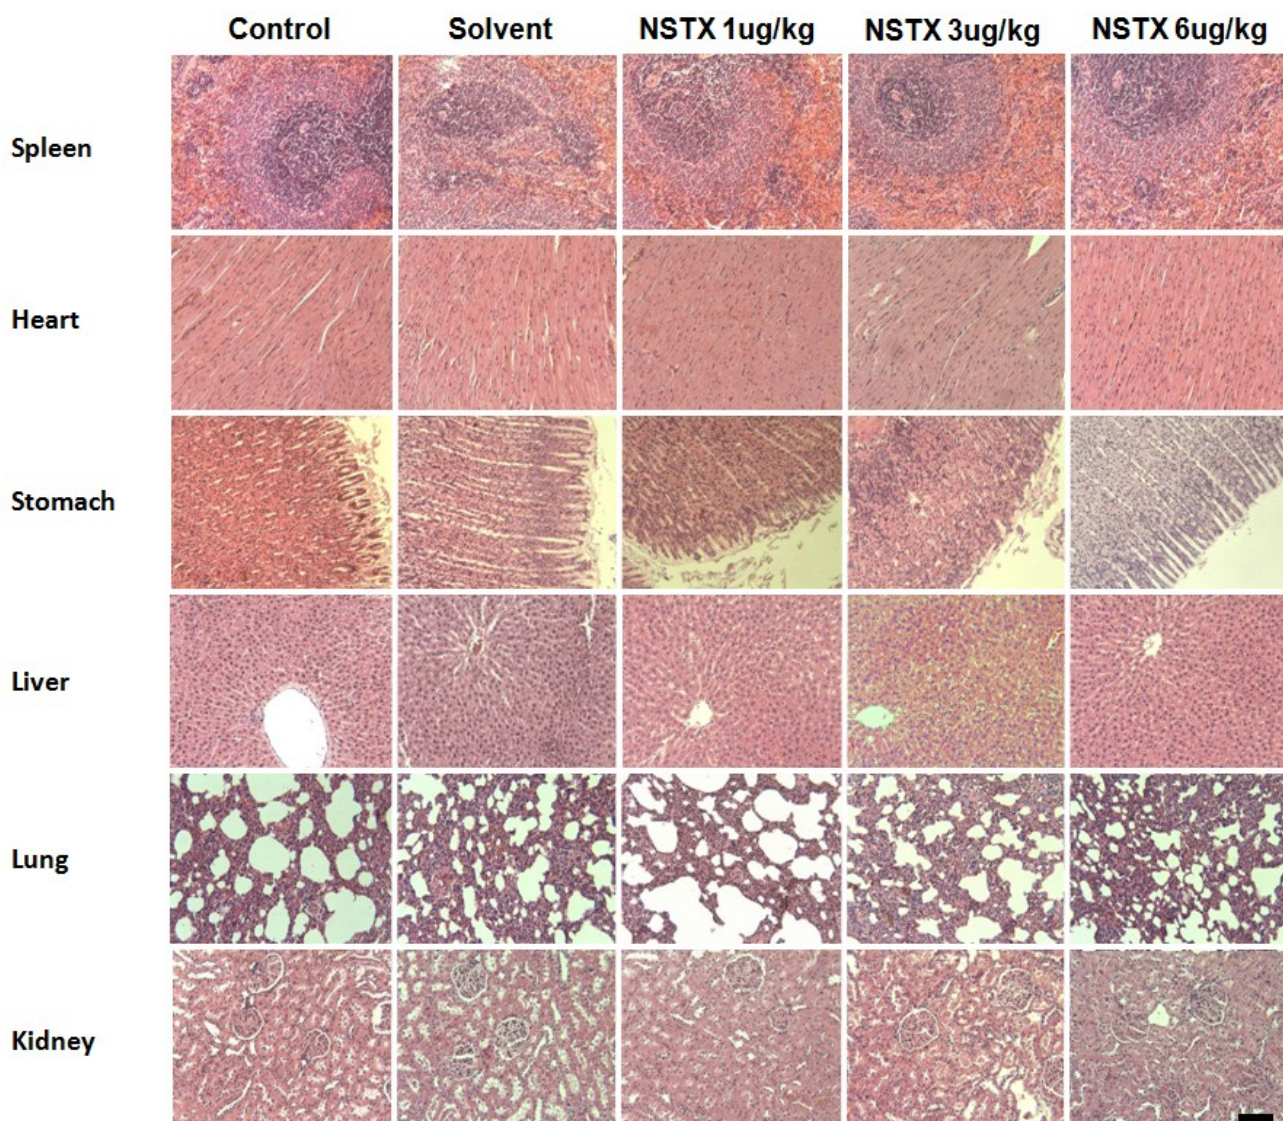 Control Solvent NSTX 1ug/kg NSTX 3ug/kg NSTX 6ug/kg
Spleen
Heart
Stomach
Liver
Lung
Kidney